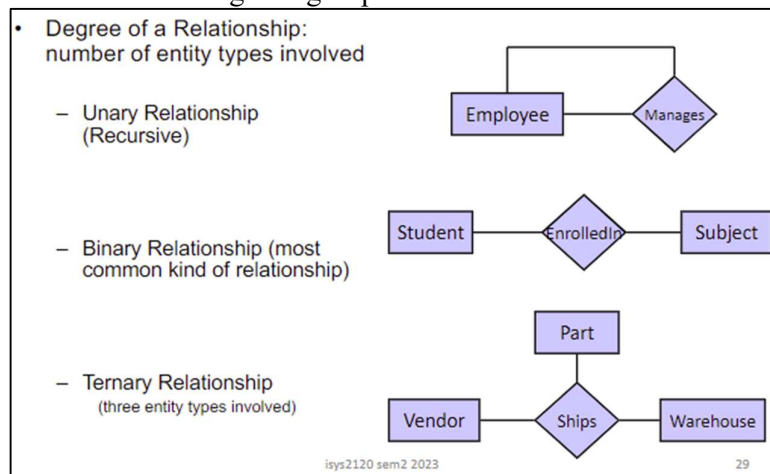 • Degree of a Relationship:
number of entity types involved
– Unary Relationship
(Recursive)
Employee
Manages
– Binary Relationship (most
common kind of relationship)
Student
EnrolledIn
Subject
– Ternary Relationship
(three entity types involved)
Part
Vendor
Ships
Warehouse
isys2120 sem2 2023
29